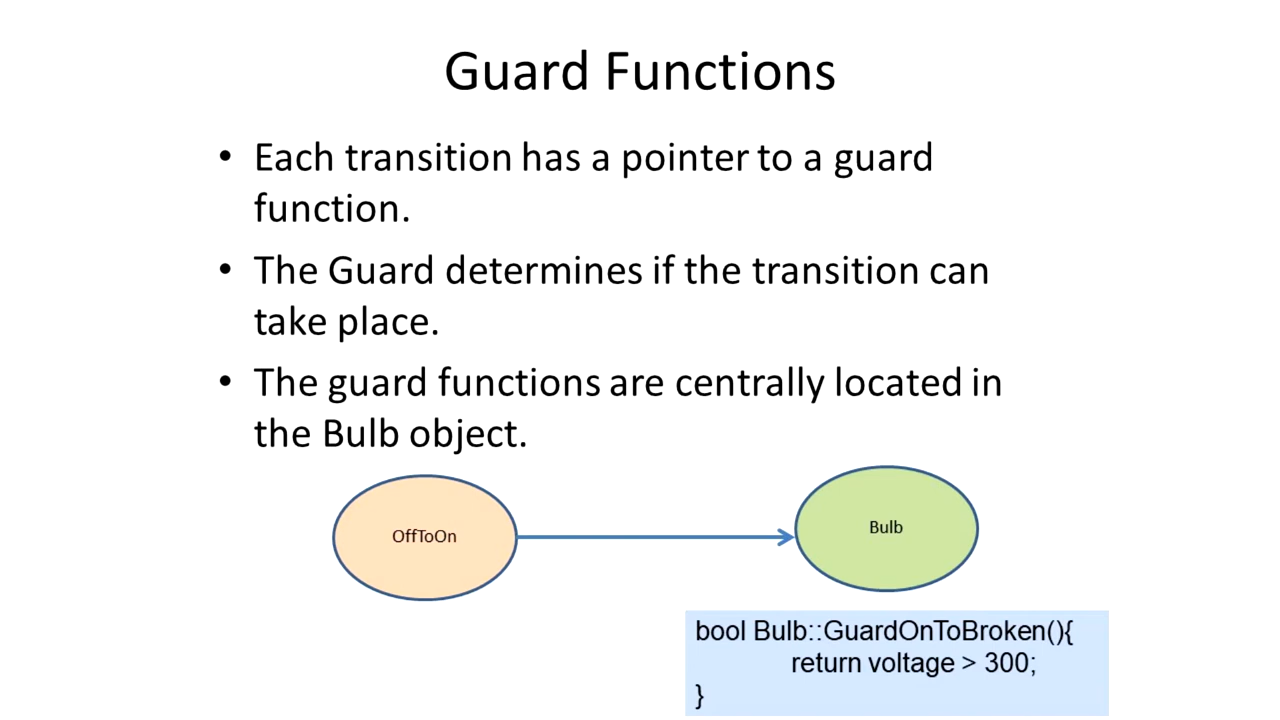 Guard Functions
• Each transition has a pointer to a guard
function.
• The Guard determines if the transition can
take place.
• The guard functions are centrally located in
the Bulb object.
OffToOn
Bulb
bool Bulb::GuardOnToBroken(){
return voltage > 300;
}